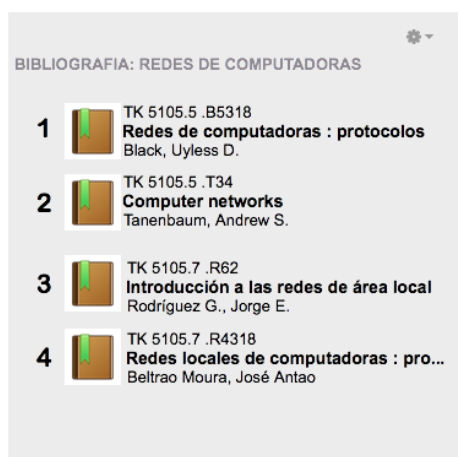 BIBLIOGRAFIA: REDES DE COMPUTADORAS
1
TK 5105.5 .B5318
Redes de computadoras : protocolos
Black, Uyless D.
2
TK 5105.5 .T34
Computer networks
Tanenbaum, Andrew S.
3
TK 5105.7 .R62
Introducción a las redes de área local
Rodríguez G., Jorge E.
4
TK 5105.7 .R4318
Redes locales de computadoras : pro...
Beltrao Moura, José Antao